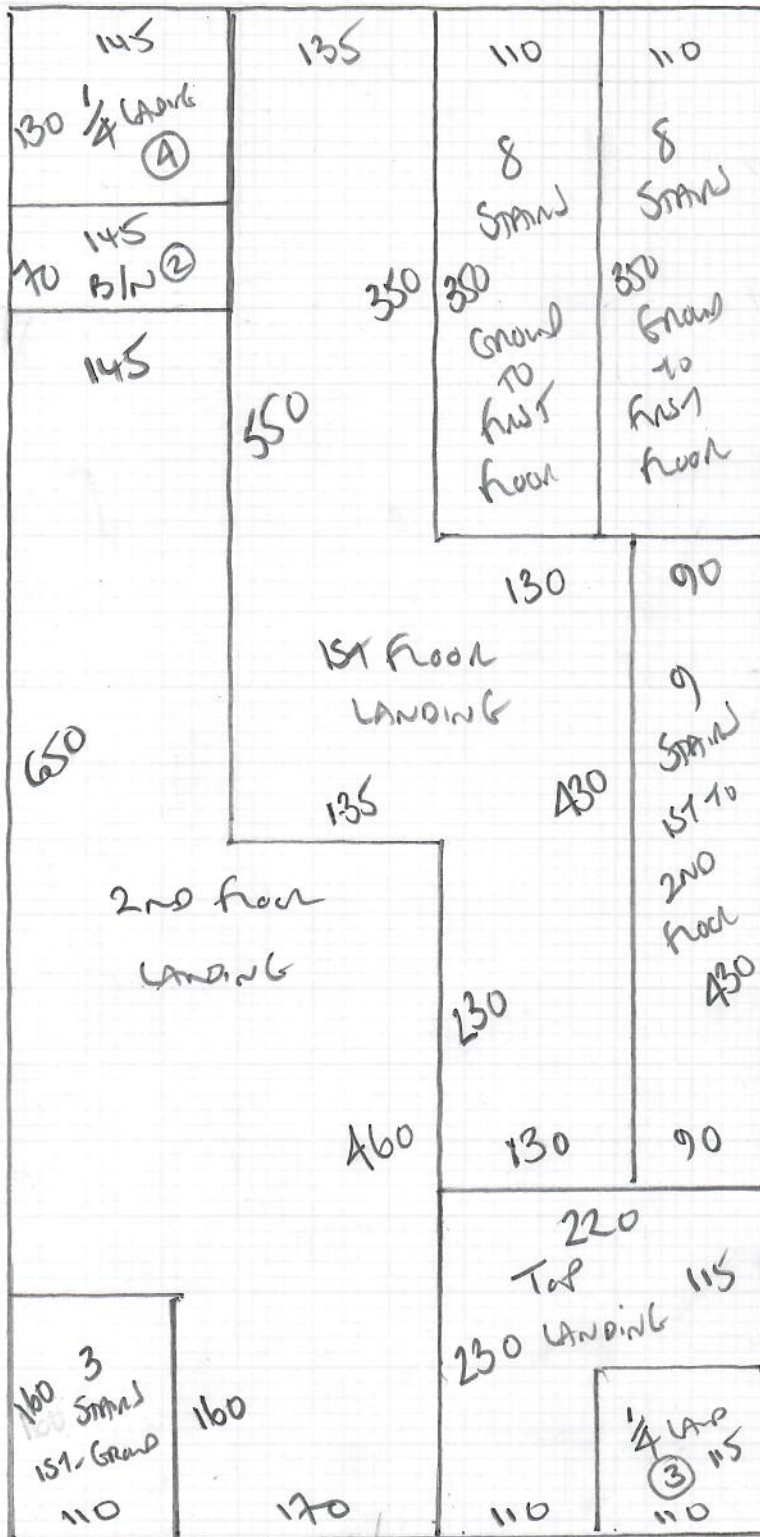 145
130 1/4 LANDING
④
145
70 B/N ②
145
650
2ND FLOOR
LANDING
460
160 3
STAIRS
1ST-GROUND
110
160
170
135
350
550
1ST FLOOR
LANDING
135
130
430
230
130
110
8
STAIRS
350
GROUND
TO
FIRST
FLOOR
110
8
STAIRS
350
GROUND
TO
FIRST
FLOOR
90
9
STAIRS
1ST TO
2ND
FLOOR
430
90
220
TOP 115
230 LANDING
110
1/4 LAND
③ 115
110